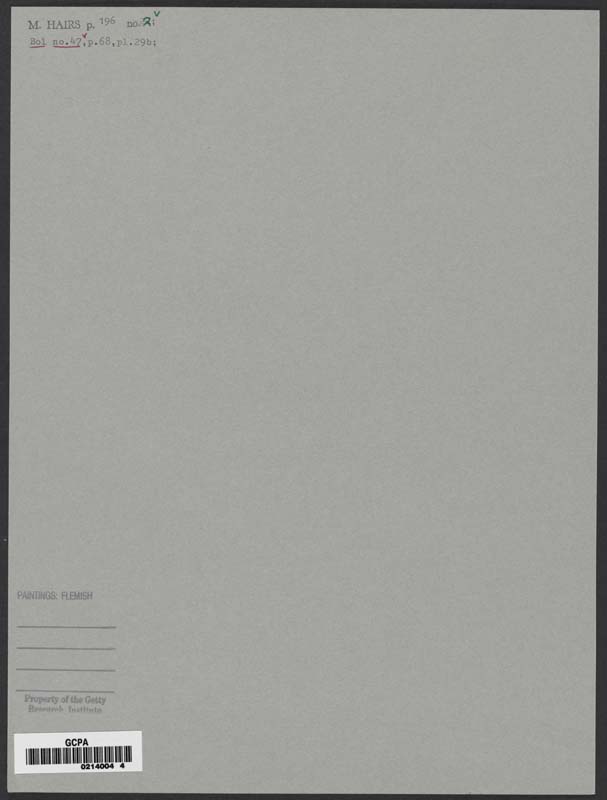 M. HAIRS p. 196 no. 2;
Bol no.47,p.68,pl.29b;
PAINTINGS: FLEMISH
Property of the Getty
Research Institute
GCPA
0214004 4